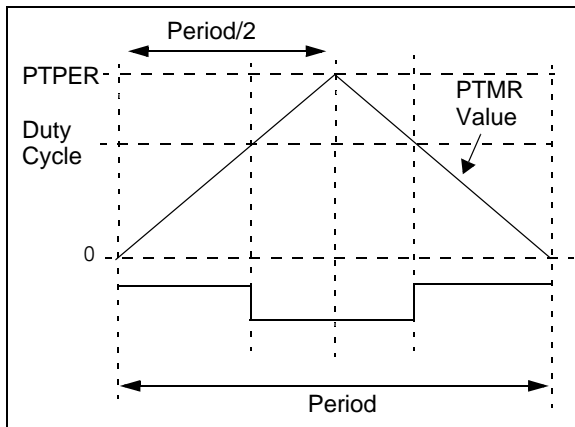 Period/2
PTPER
PTMR
Value
Duty
Cycle
0
Period